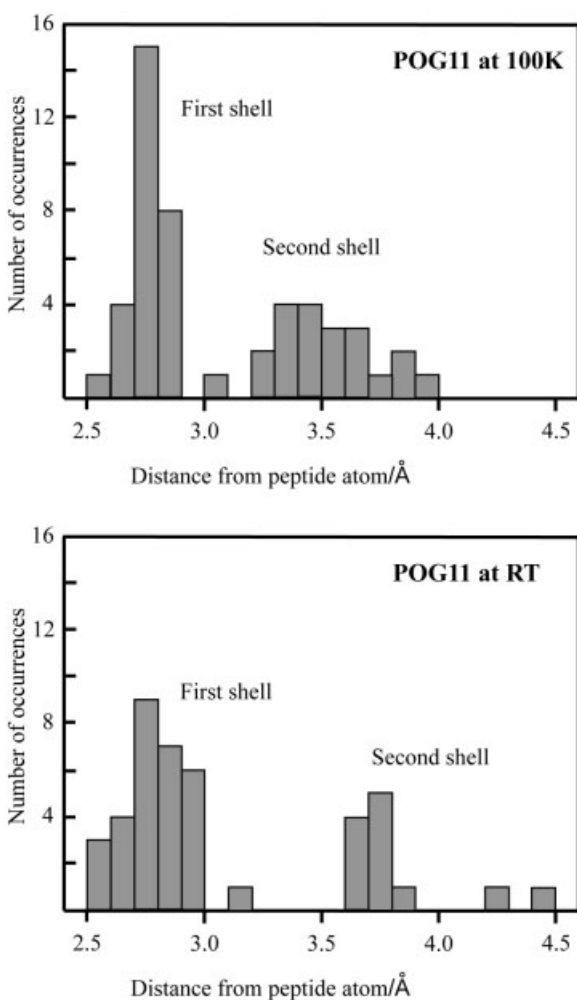 16
POG11 at 100K
First shell
12
Number of occurrences
8
Second shell
4
2.5 3.0 3.5 4.0 4.5
Distance from peptide atom/Å
16
POG11 at RT
12
Number of occurrences
First shell
8
Second shell
4
2.5 3.0 3.5 4.0 4.5
Distance from peptide atom/Å